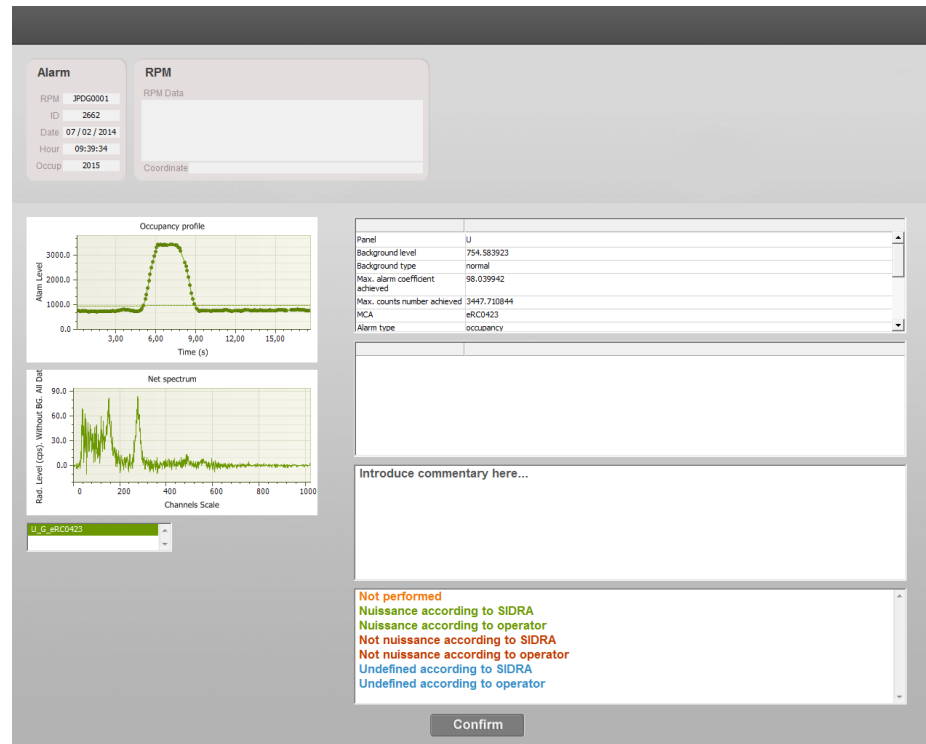 Alarm
RPM JPDG0001
ID 2662
Date 07 / 02 / 2014
Hour 09:39:34
Occup 2015
RPM
RPM Data
Coordinate
Occupancy profile
Alam Level
3000.0
2000.0
1000.0
0.0
3,00 6,00 9,00 12,00 15,00
Time (s)
Net spectrum
Rad. Level (cps). Without BG. All Dat
90.0
60.0
30.0
0.0
0 200 400 600 800 1000
Channels Scale
U_G_eRC0423
Panel U
Background level 754.583923
Background type normal
Max. alarm coefficient 98.039942
achieved
Max. counts number achieved 3447.710844
MCA eRC0423
Alarm type occupancy
Introduce commentary here...
Not performed
Nuissance according to SIDRA
Nuissance according to operator
Not nuissance according to SIDRA
Not nuissance according to operator
Undefined according to SIDRA
Undefined according to operator
Confirm